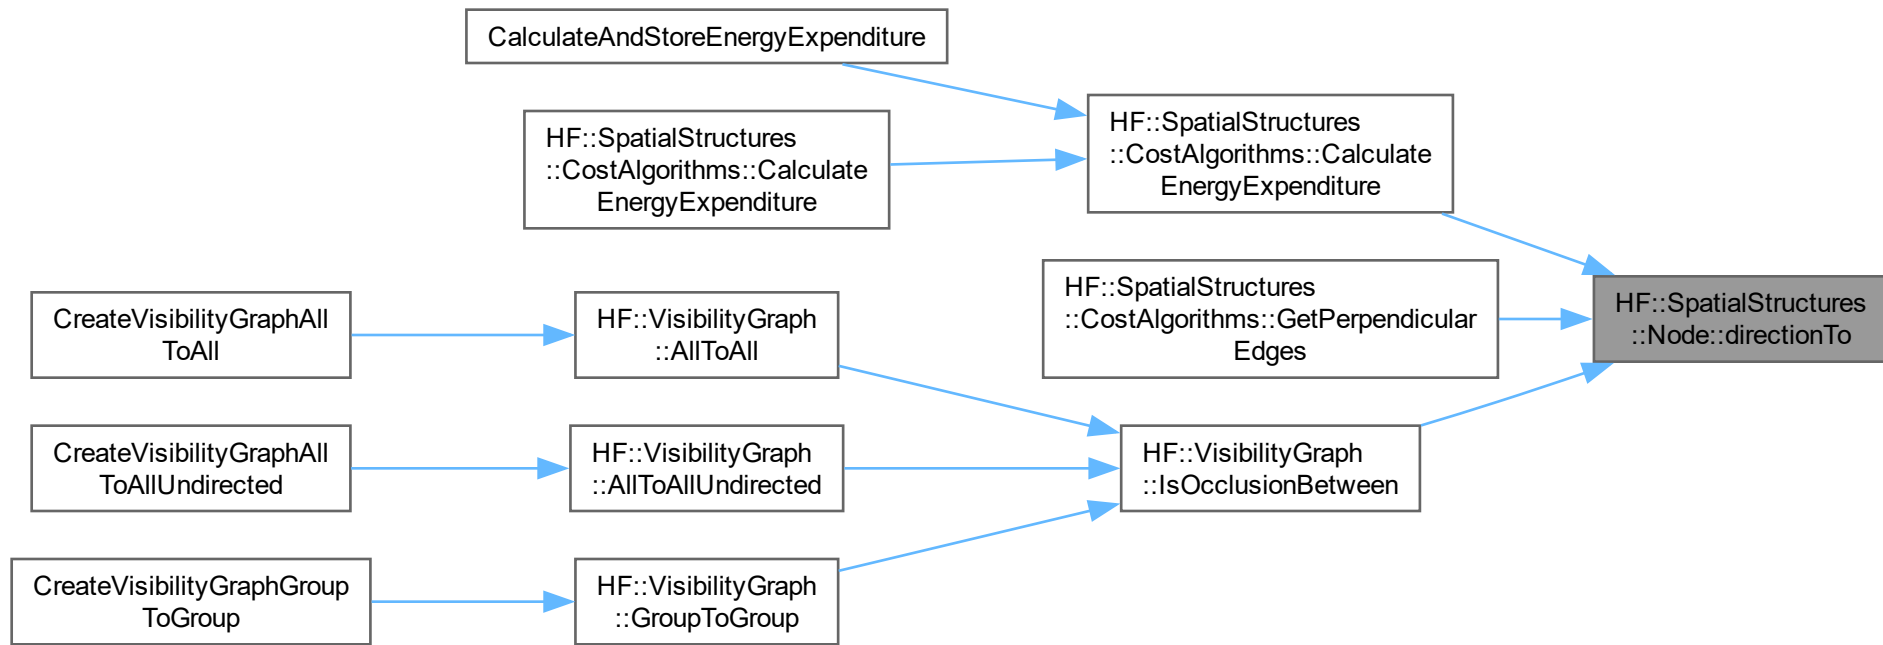 CalculateAndStoreEnergyExpenditure
HF::SpatialStructures
::CostAlgorithms::Calculate
EnergyExpenditure
HF::SpatialStructures
::CostAlgorithms::Calculate
EnergyExpenditure
HF::SpatialStructures
::CostAlgorithms::GetPerpendicular
Edges
HF::SpatialStructures
::Node::directionTo
CreateVisibilityGraphAll
ToAll
HF::VisibilityGraph
::AllToAll
CreateVisibilityGraphAll
ToAllUndirected
HF::VisibilityGraph
::AllToAllUndirected
HF::VisibilityGraph
::IsOcclusionBetween
CreateVisibilityGraphGroup
ToGroup
HF::VisibilityGraph
::GroupToGroup